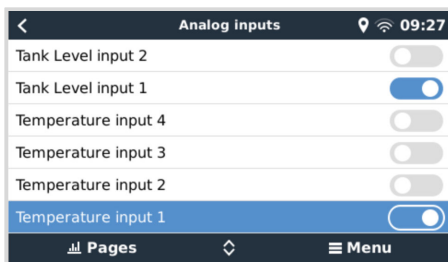 Analog inputs 09:27
Tank Level input 2
Tank Level input 1
Temperature input 4
Temperature input 3
Temperature input 2
Temperature input 1
Pages Menu